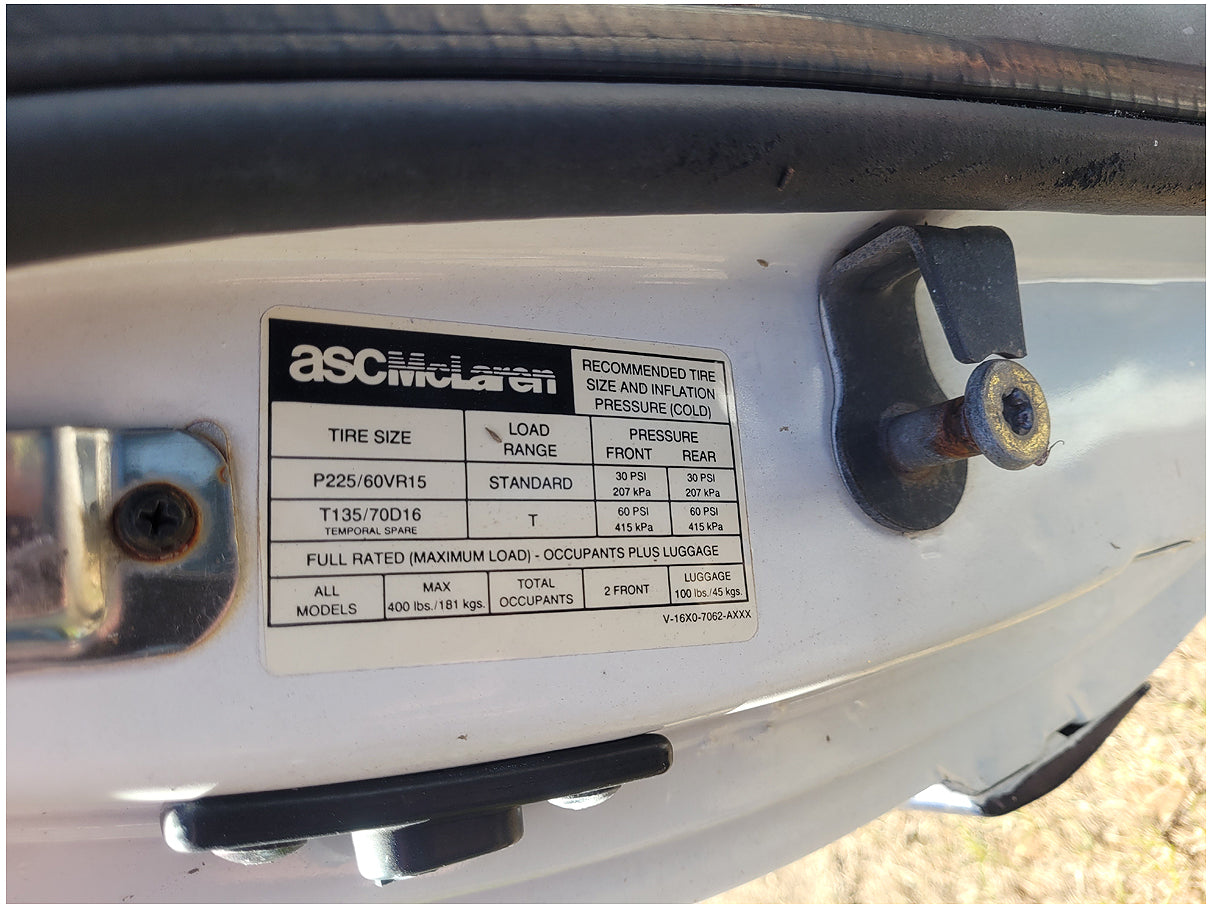 ascMcLaren
RECOMMENDED TIRE
SIZE AND INFLATION
PRESSURE (COLD)
TIRE SIZE
LOAD
RANGE
PRESSURE
FRONT REAR
P225/60VR15
STANDARD
30 PSI
207 kPa
30 PSI
207 kPa
T135/70D16
TEMPORAL SPARE
T
60 PSI
415 kPa
60 PSI
415 kPa
FULL RATED (MAXIMUM LOAD) - OCCUPANTS PLUS LUGGAGE
ALL
MODELS
MAX
400 lbs./181 kgs.
TOTAL
OCCUPANTS
2 FRONT
LUGGAGE
100 lbs./45 kgs.
V-16X0-7062-AXXX